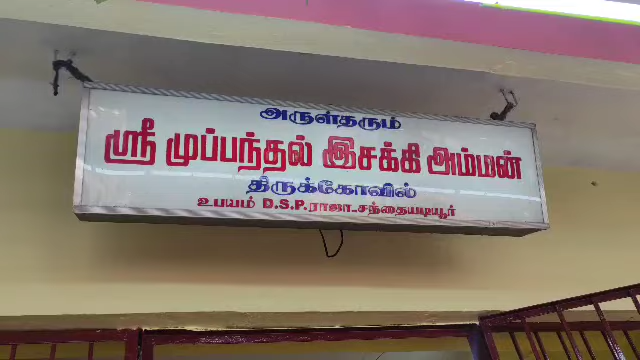 அருள்தரும்
ஸ்ரீ முப்பந்தல் இசக்கி அம்மன்
திருக்கோவில்
உபயம் D.S.P. ராஜா-சந்தையடியூர்